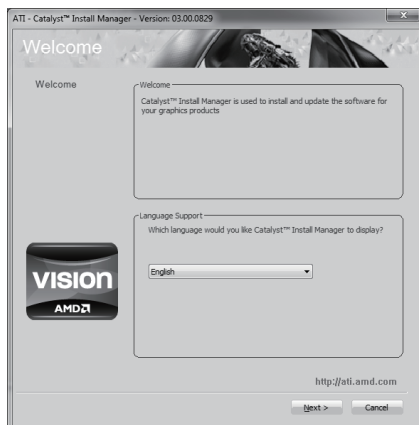 ATI - Catalyst™ Install Manager - Version: 03.00.0829
Welcome
Welcome
Welcome
Catalyst™ Install Manager is used to install and update the software for
your graphics products
Language Support
Which language would you like Catalyst™ Install Manager to display?
English
VISION
AMD
http://ati.amd.com
Next >
Cancel